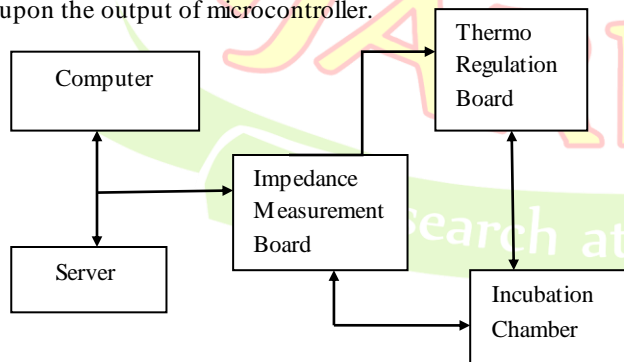 upon the output of microcontroller.
Computer
Thermo
Regulation
Board
Impedance
Measurement
Board
Server
Incubation
Chamber